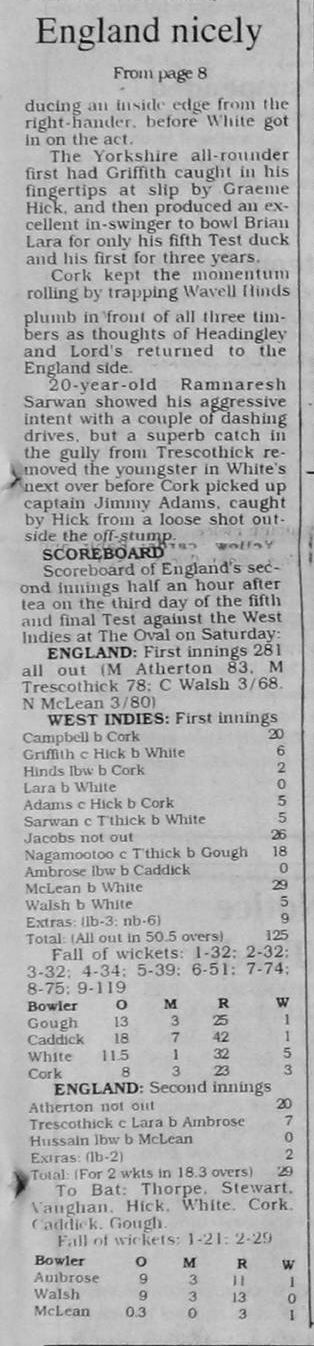 England nicely
From page 8
ducing an inside edge from the
right-hander, before White got
in on the act.
The Yorkshire all-rounder
first had Griffith caught in his
fingertips at slip by Graeme
Hick, and then produced an ex-
cellent in-swinger to bowl Brian
Lara for only his fifth Test duck
and his first for three years.
Cork kept the momentum
rolling by trapping Wavell Hinds
plumb in front of all three tim-
bers as thoughts of Headingley
and Lord's returned to the
England side.
20-year-old Ramnaresh
Sarwan showed his aggressive
intent with a couple of dashing
drives, but a superb catch in
the gully from Trescothick re-
moved the youngster in White's
next over before Cork picked up
captain Jimmy Adams, caught
by Hick from a loose shot out-
side the off-stump.
SCOREBOARD
Scoreboard of England's sec-
ond innings half an hour after
tea on the third day of the fifth
and final Test against the West
Indies at The Oval on Saturday:
ENGLAND: First innings 281
all out (M Atherton 83, M
Trescothick 78; C Walsh 3/68,
N McLean 3/80)
WEST INDIES: First innings
Campbell b Cork 20
Griffith c Hick b White 6
Hinds lbw b Cork 2
Lara b White 0
Adams c Hick b Cork 5
Sarwan c T'thick b White 5
Jacobs not out 26
Nagamootoo c T'thick b Gough 18
Ambrose lbw b Caddick 0
McLean b White 29
Walsh b White 5
Extras: (lb-3; nb-6) 9
Total: (All out in 50.5 overs) 125
Fall of wickets: 1-32; 2-32;
3-32; 4-34; 5-39; 6-51; 7-74;
8-75; 9-119
Bowler O M R W
Gough 13 3 25 1
Caddick 18 7 42 1
White 11.5 1 32 5
Cork 8 3 23 3
ENGLAND: Second innings
Atherton not out 20
Trescothick c Lara b Ambrose 7
Hussain lbw b McLean 0
Extras: (lb-2) 2
Total: (For 2 wkts in 18.3 overs) 29
To Bat: Thorpe, Stewart,
Vaughan, Hick, White, Cork,
Caddick, Gough.
Fall of wickets: 1-21; 2-29
Bowler O M R W
Ambrose 9 3 11 1
Walsh 9 3 13 0
McLean 0.3 0 3 1